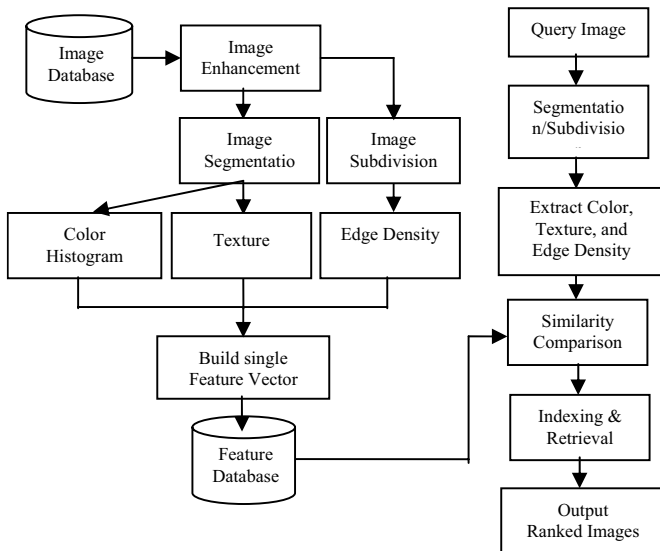 Image
Database
Image
Enhancement
Image
Segmentatio
Image
Subdivision
Color
Histogram
Texture
Edge Density
Build single
Feature Vector
Feature
Database
Query Image
Segmentatio
n/Subdivisio
Extract Color,
Texture, and
Edge Density
Similarity
Comparison
Indexing &
Retrieval
Output
Ranked Images